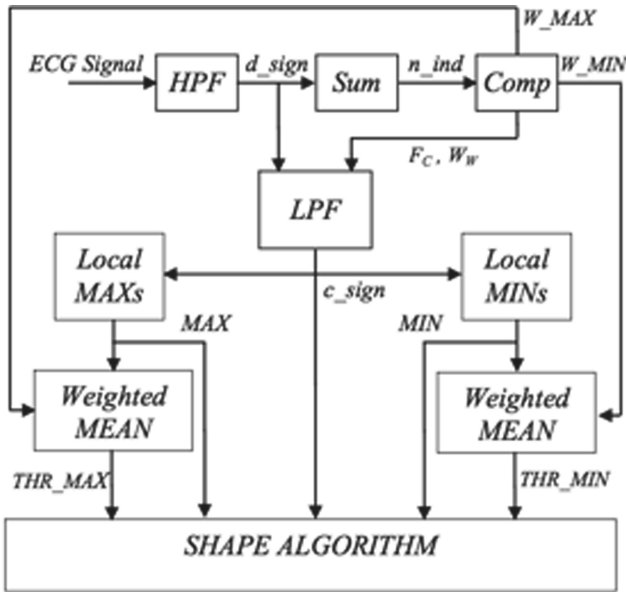 W_MAX
ECG Signal
HPF
d_sign
Sum
n_ind
Comp
W_MIN
F_C , W_W
LPF
Local
MAXs
c_sign
Local
MINs
MAX
MIN
Weighted
MEAN
Weighted
MEAN
THR_MAX
THR_MIN
SHAPE ALGORITHM